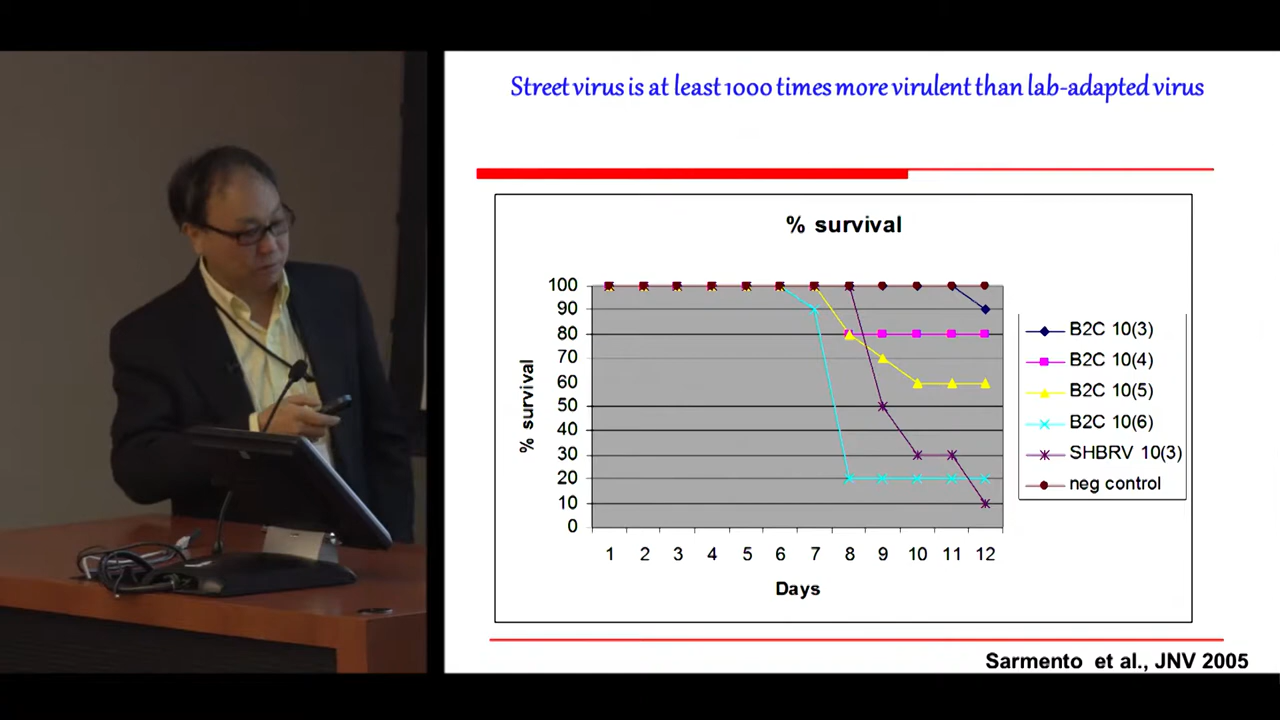 Street virus is at least 1000 times more virulent than lab-adapted virus
% survival
% survival
100
90
80
70
60
50
40
30
20
10
0
1 2 3 4 5 6 7 8 9 10 11 12
Days
B2C 10(3)
B2C 10(4)
B2C 10(5)
B2C 10(6)
SHBRV 10(3)
neg control
Sarmento et al., JNV 2005